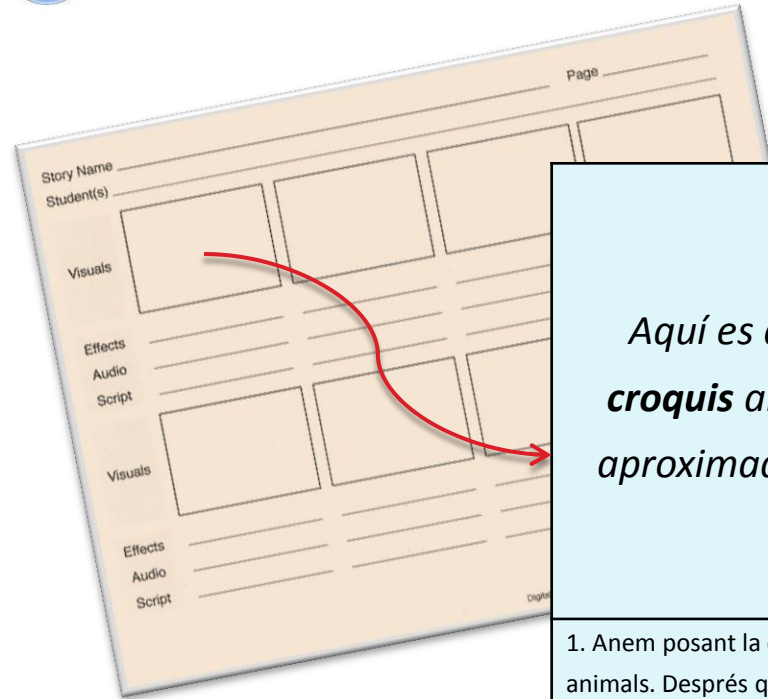 Page
Story Name
Student(s)
Visuals
Effects
Audio
Script
Visuals
Effects
Audio
Script
Aquí es
croquis
aproximad
1. Anem posant la
animals. Després q